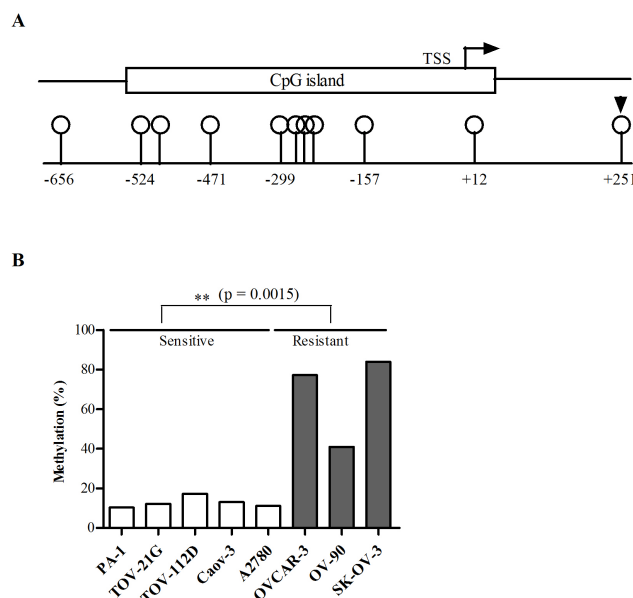 A
TSS
CpG island
-656 -524 -471 -299 -157 +12 +251
B
** (p = 0.0015)
Sensitive Resistant
Methylation (%)
100
80
60
40
20
0
PA-1
TOV-21G
TOV-112D
Caov-3
A2780
OVCAR-3
OV-90
SK-OV-3